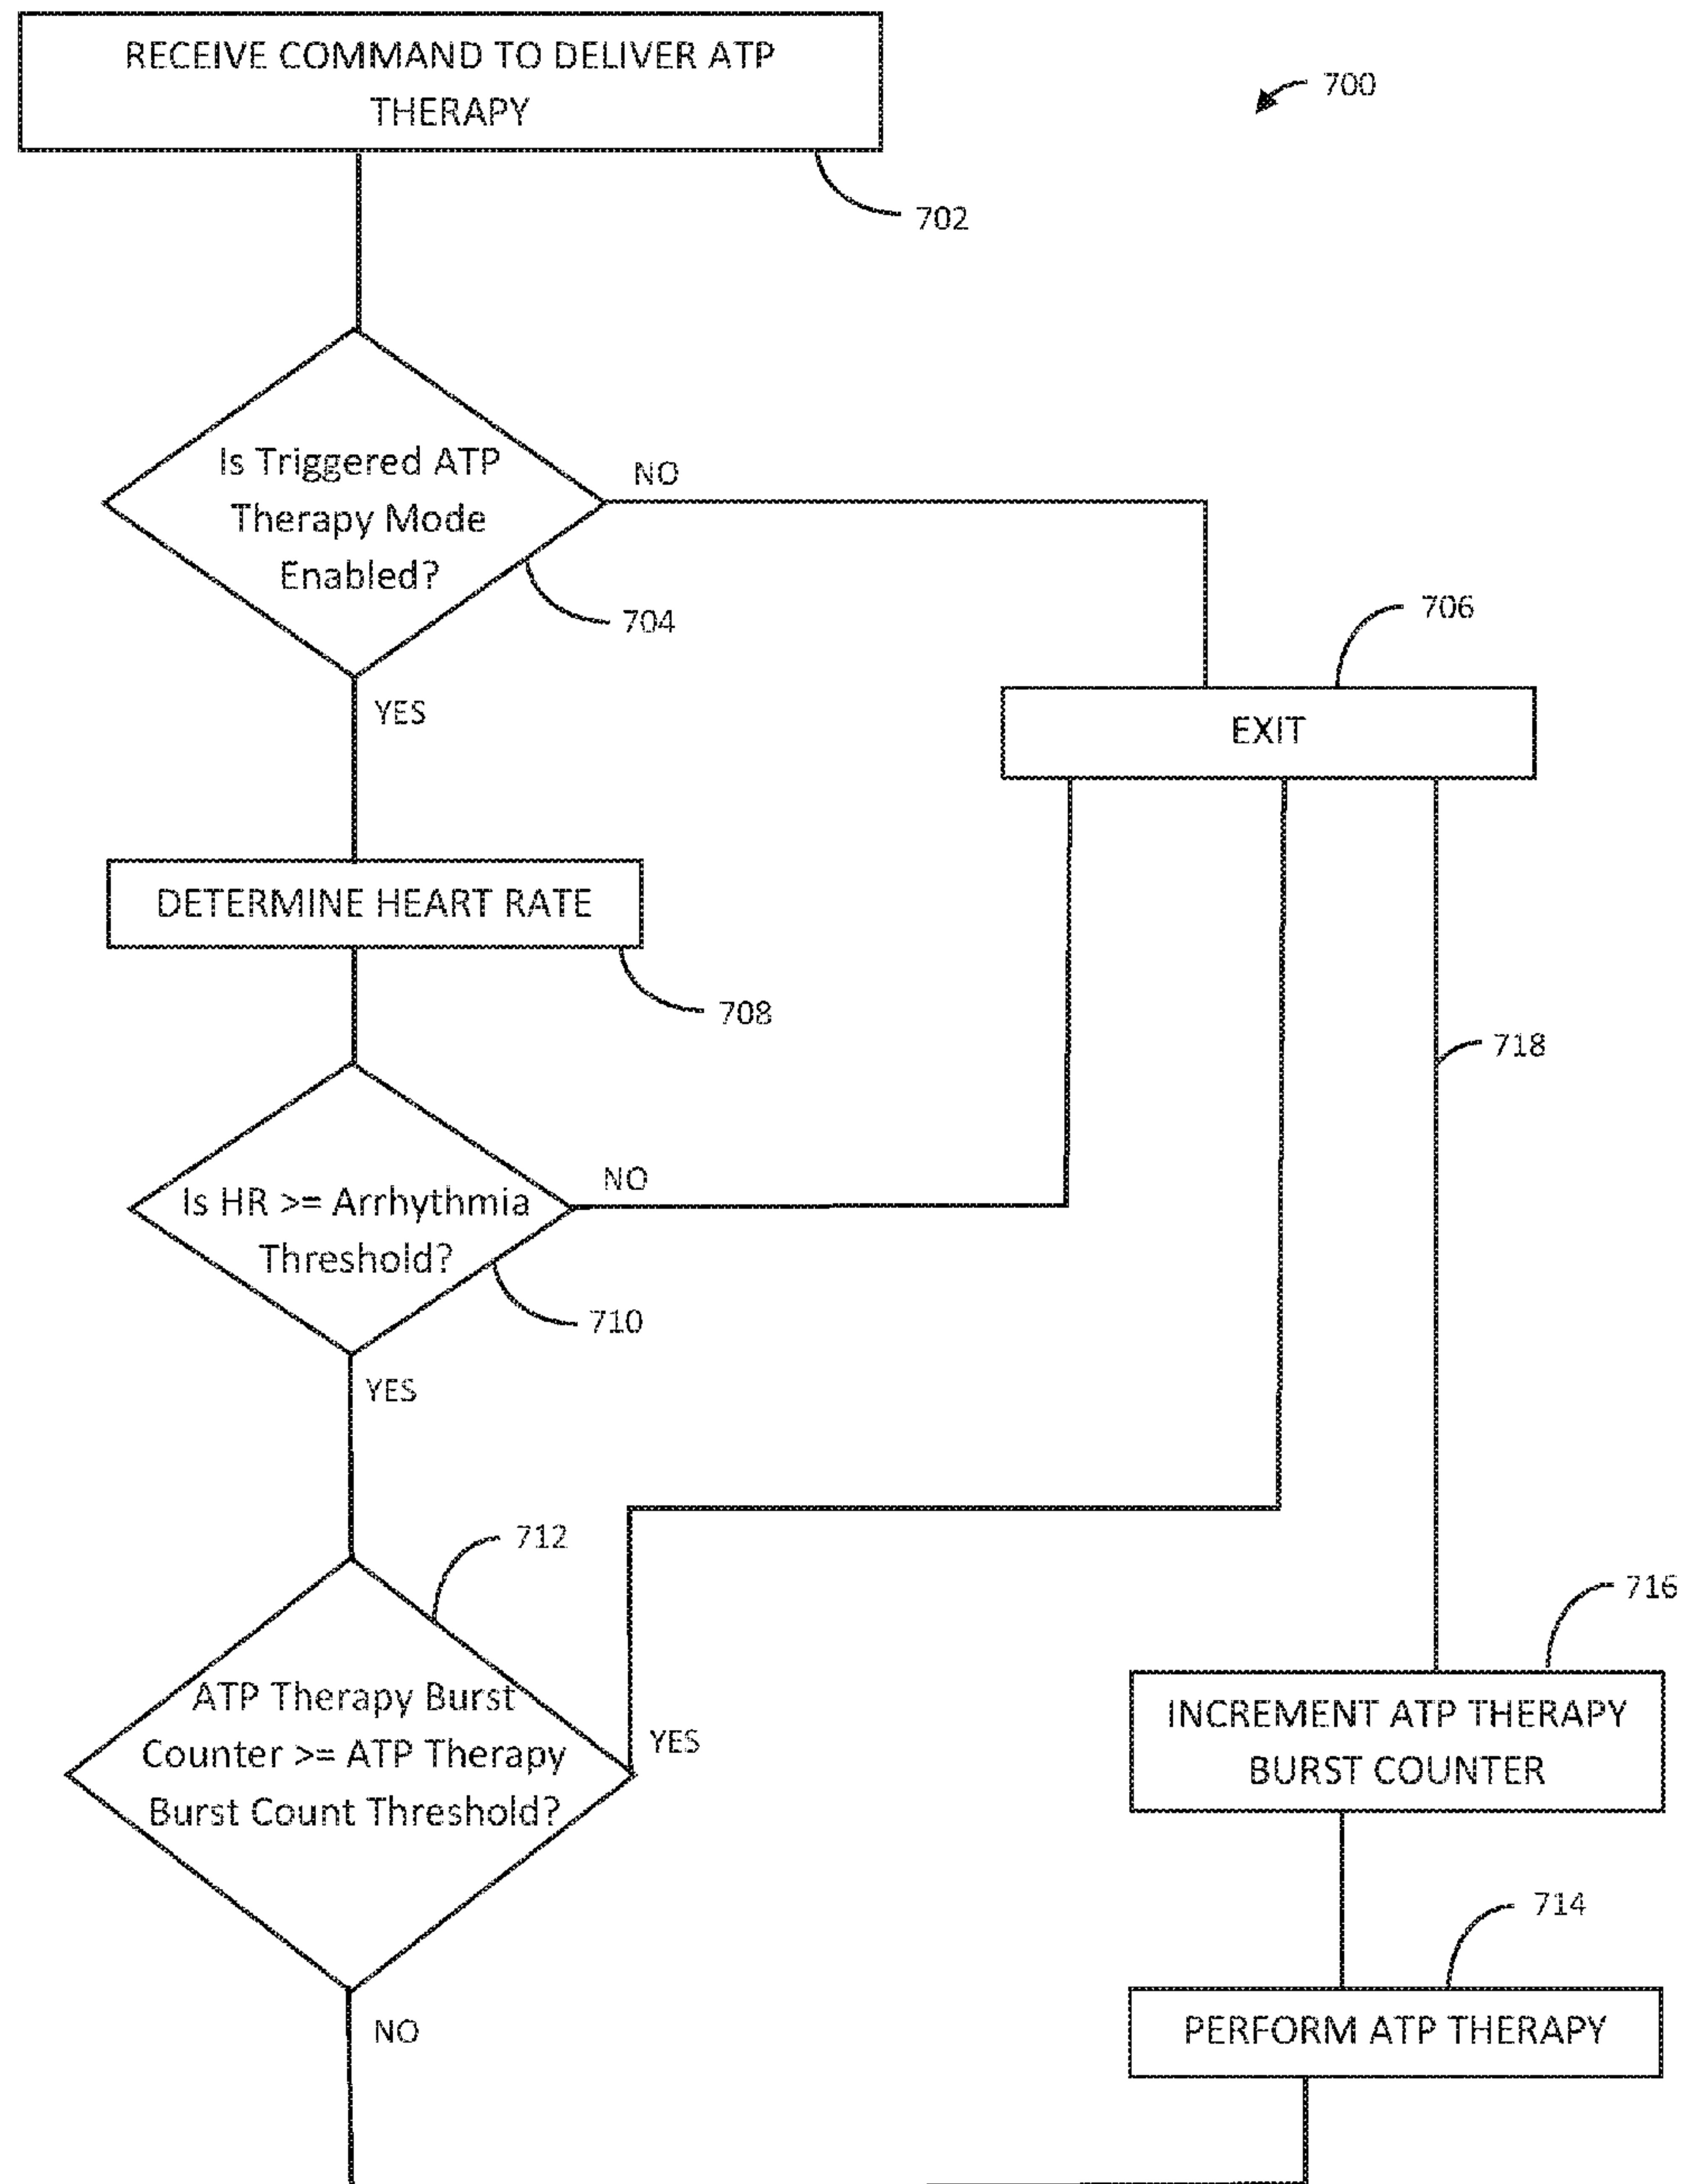 RECEIVE COMMAND TO DELIVER ATP
THERAPY
700
702
Is Triggered ATP
Therapy Mode
Enabled?
NO
704
706
YES
EXIT
DETERMINE HEART RATE
708
718
NO
Is HR >= Arrhythmia
Threshold?
710
YES
712
716
ATP Therapy Burst
Counter >= ATP Therapy
Burst Count Threshold?
YES
INCREMENT ATP THERAPY
BURST COUNTER
714
NO
PERFORM ATP THERAPY